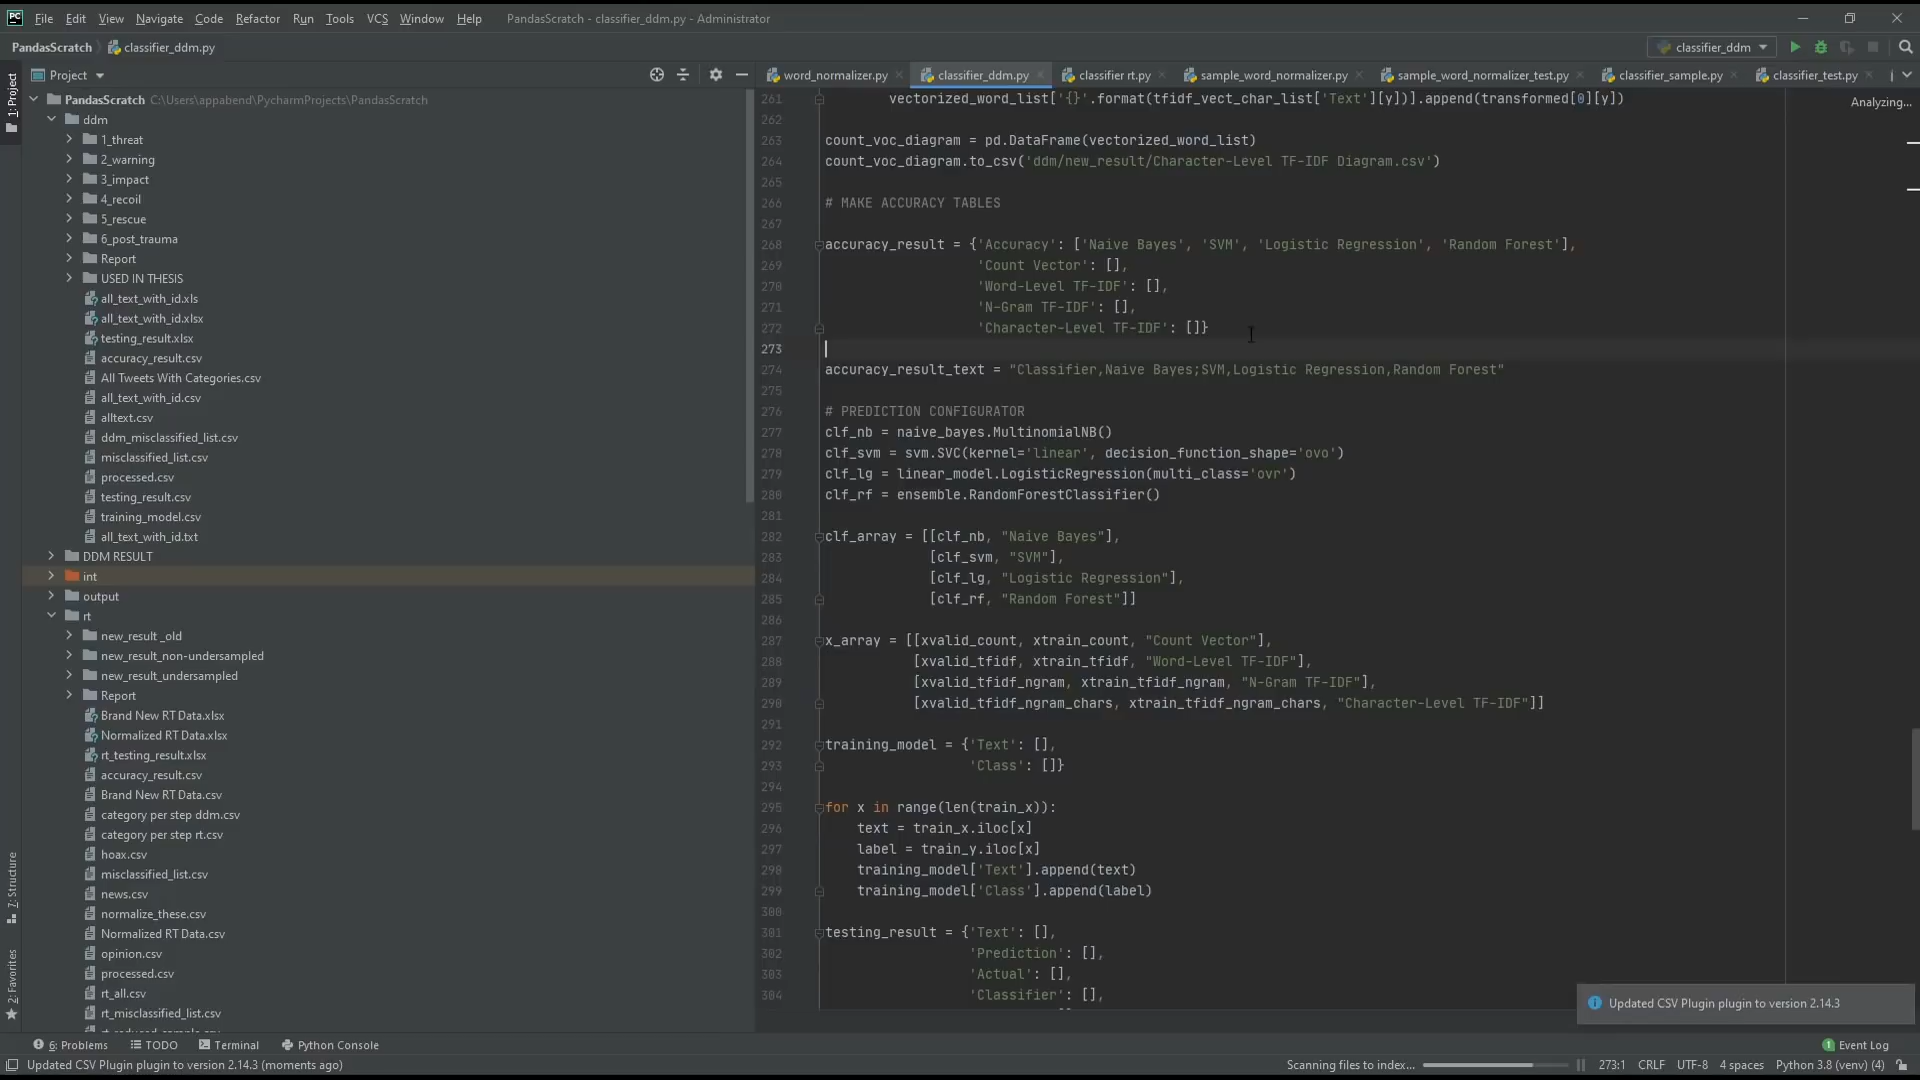 PC File Edit View Navigate Code Refactor Run Tools VCS Window Help PandasScratch - classifier_ddm.py - Administrator
PandasScratch classifier_ddm.py
classifier_ddm
1: Project
7: Structure
2: Favorites
Project
PandasScratch C:\Users\appabend\PycharmProjects\PandasScratch
ddm
1_threat
2_warning
3_impact
4_recoil
5_rescue
6_post_trauma
Report
USED IN THESIS
all_text_with_id.xls
all_text_with_id.xlsx
testing_result.xlsx
accuracy_result.csv
All Tweets With Categories.csv
all_text_with_id.csv
alltext.csv
ddm_misclassified_list.csv
misclassified_list.csv
processed.csv
testing_result.csv
training_model.csv
all_text_with_id.txt
DDM RESULT
int
output
rt
new_result _old
new_result_non-undersampled
new_result_undersampled
Report
Brand New RT Data.xlsx
Normalized RT Data.xlsx
rt_testing_result.xlsx
accuracy_result.csv
Brand New RT Data.csv
category per step ddm.csv
category per step rt.csv
hoax.csv
misclassified_list.csv
news.csv
normalize_these.csv
Normalized RT Data.csv
opinion.csv
processed.csv
rt_all.csv
rt_misclassified_list.csv
word_normalizer.py classifier_ddm.py classifier rt.py sample_word_normalizer.py sample_word_normalizer_test.py classifier_sample.py classifier_test.py
Analyzing...
261 vectorized_word_list['{}'.format(tfidf_vect_char_list['Text'][y])].append(transformed[0][y])
262
263 count_voc_diagram = pd.DataFrame(vectorized_word_list)
264 count_voc_diagram.to_csv('ddm/new_result/Character-Level TF-IDF Diagram.csv')
265
266 # MAKE ACCURACY TABLES
267
268 accuracy_result = {'Accuracy': ['Naive Bayes', 'SVM', 'Logistic Regression', 'Random Forest'],
269 'Count Vector': [],
270 'Word-Level TF-IDF': [],
271 'N-Gram TF-IDF': [],
272 'Character-Level TF-IDF': []}
273
274 accuracy_result_text = "Classifier,Naive Bayes;SVM,Logistic Regression,Random Forest"
275
276 # PREDICTION CONFIGURATOR
277 clf_nb = naive_bayes.MultinomialNB()
278 clf_svm = svm.SVC(kernel='linear', decision_function_shape='ovo')
279 clf_lg = linear_model.LogisticRegression(multi_class='ovr')
280 clf_rf = ensemble.RandomForestClassifier()
281
282 clf_array = [[clf_nb, "Naive Bayes"],
283 [clf_svm, "SVM"],
284 [clf_lg, "Logistic Regression"],
285 [clf_rf, "Random Forest"]]
286
287 x_array = [[xvalid_count, xtrain_count, "Count Vector"],
288 [xvalid_tfidf, xtrain_tfidf, "Word-Level TF-IDF"],
289 [xvalid_tfidf_ngram, xtrain_tfidf_ngram, "N-Gram TF-IDF"],
290 [xvalid_tfidf_ngram_chars, xtrain_tfidf_ngram_chars, "Character-Level TF-IDF"]]
291
292 training_model = {'Text': [],
293 'Class': []}
294
295 for x in range(len(train_x)):
296 text = train_x.iloc[x]
297 label = train_y.iloc[x]
298 training_model['Text'].append(text)
299 training_model['Class'].append(label)
300
301 testing_result = {'Text': [],
302 'Prediction': [],
303 'Actual': [],
304 'Classifier': [],
Updated CSV Plugin plugin to version 2.14.3
6: Problems TODO Terminal Python Console 1 Event Log
Updated CSV Plugin plugin to version 2.14.3 (moments ago) Scanning files to index... 273:1 CRLF UTF-8 4 spaces Python 3.8 (venv) (4)